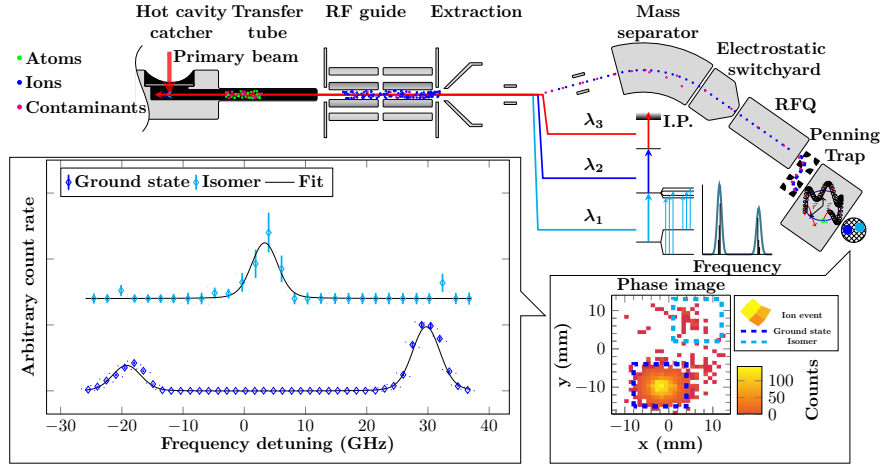 Hot cavity
catcher
Transfer
tube
RF guide
Extraction
Mass
separator
Electrostatic
switchyard
RFQ
Penning
Trap
Primary beam
Atoms
Ions
Contaminants
λ3
I.P.
λ2
λ1
Frequency
Ground state
Isomer
Fit
Arbitrary count rate
−30
−20
−10
0
10
20
30
40
Frequency detuning (GHz)
Phase image
y (mm)
10
0
−10
−10
0
10
x (mm)
Ion event
Ground state
Isomer
100
0
Counts